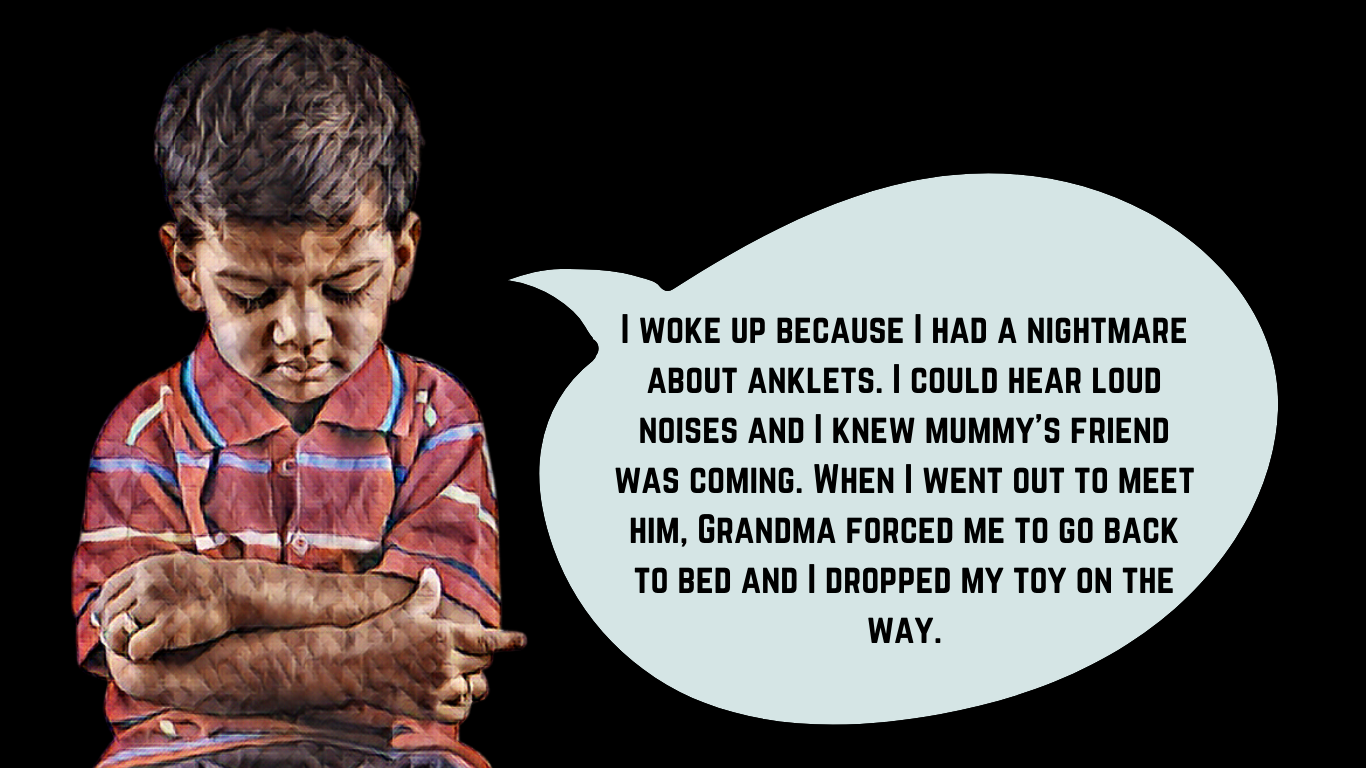 I WOKE UP BECAUSE I HAD A NIGHTMARE
ABOUT ANKLETS. I COULD HEAR LOUD
NOISES AND I KNEW MUMMY'S FRIEND
WAS COMING. WHEN I WENT OUT TO MEET
HIM, GRANDMA FORCED ME TO GO BACK
TO BED AND I DROPPED MY TOY ON THE
WAY.